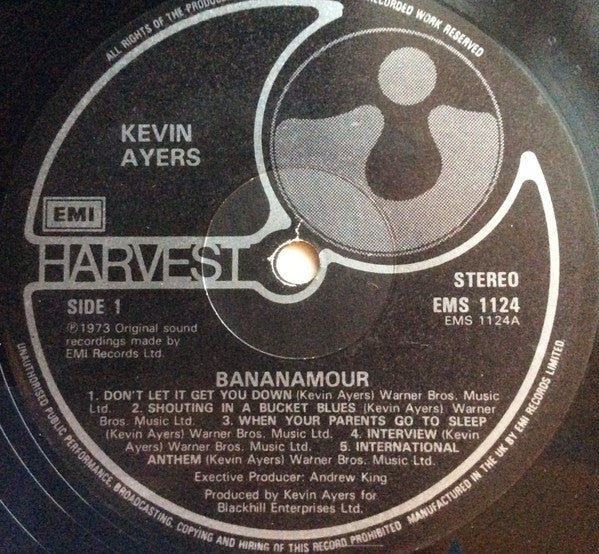 ALL RIGHTS OF THE PRODUC
RECORDED WORK RESERVED
KEVIN
AYERS
EMI
HARVEST
STEREO
SIDE 1
EMS 1124
EMS 1124A
℗1973 Original sound
recordings made by
EMI Records Ltd.
BANANAMOUR
1. DON'T LET IT GET YOU DOWN (Kevin Ayers) Warner Bros. Music
Ltd. 2. SHOUTING IN A BUCKET BLUES (Kevin Ayers) Warner
Bros. Music Ltd. 3. WHEN YOUR PARENTS GO TO SLEEP
(Kevin Ayers) Warner Bros. Music Ltd. 4. INTERVIEW (Kevin
Ayers) Warner Bros. Music Ltd. 5. INTERNATIONAL
ANTHEM (Kevin Ayers) Warner Bros. Music Ltd.
Exective Producer: Andrew King
Produced by Kevin Ayers for
Blackhill Enterprises Ltd.
UNAUTHORISED PUBLIC PERFORMANCE, BROADCASTING, COPYING AND HIRING OF THIS RECORD PROHIBITED MANUFACTURED IN THE UK BY EMI RECORDS LIMITED